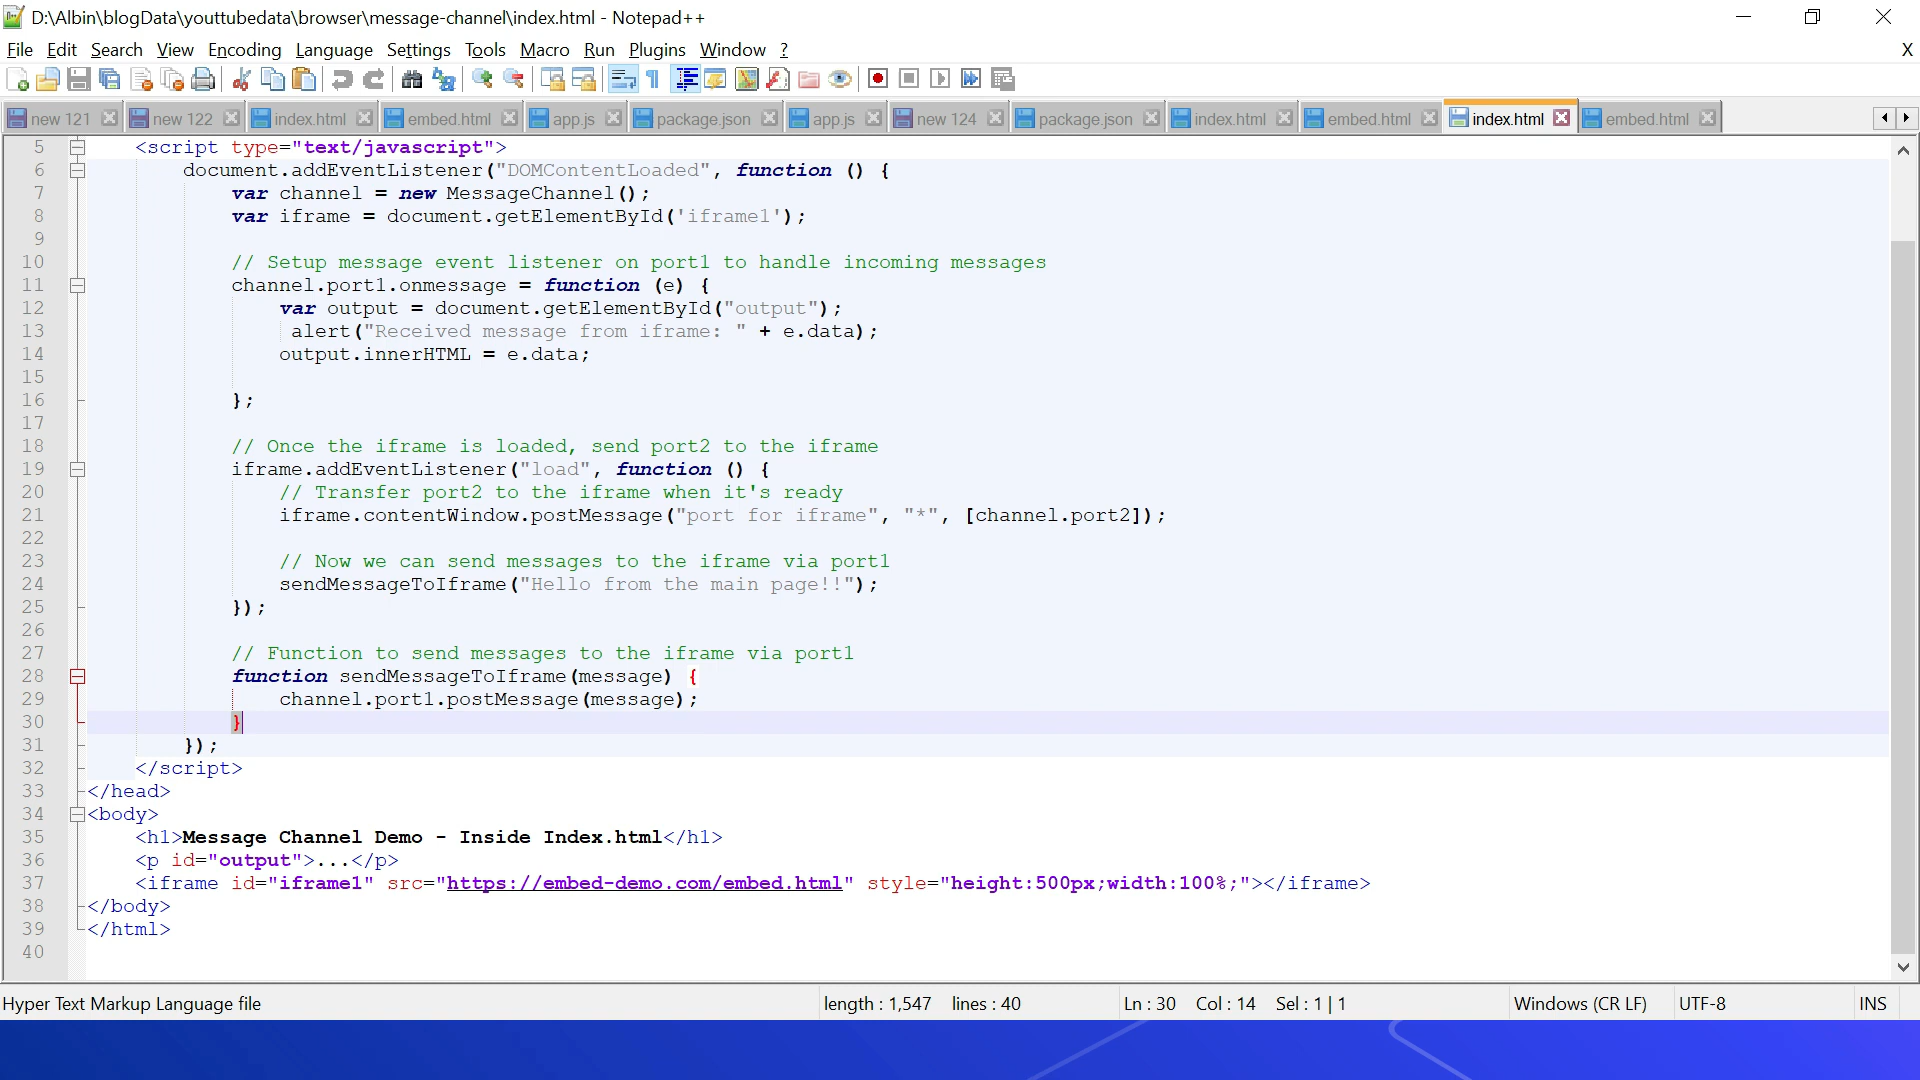 D:\Albin\blogData\youttubedata\browser\message-channel\index.html - Notepad++
File Edit Search View Encoding Language Settings Tools Macro Run Plugins Window ?
X
new 121 new 122 index.html embed.html app.js package.json app.js new 124 package.json index.html embed.html index.html embed.html
5 <script type="text/javascript">
6 document.addEventListener("DOMContentLoaded", function () {
7 var channel = new MessageChannel();
8 var iframe = document.getElementById('iframe1');
9
10 // Setup message event listener on port1 to handle incoming messages
11 channel.port1.onmessage = function (e) {
12 var output = document.getElementById("output");
13 alert("Received message from iframe: " + e.data);
14 output.innerHTML = e.data;
15
16 };
17
18 // Once the iframe is loaded, send port2 to the iframe
19 iframe.addEventListener("load", function () {
20 // Transfer port2 to the iframe when it's ready
21 iframe.contentWindow.postMessage("port for iframe", "*", [channel.port2]);
22
23 // Now we can send messages to the iframe via port1
24 sendMessageToIframe("Hello from the main page!!");
25 });
26
27 // Function to send messages to the iframe via port1
28 function sendMessageToIframe(message) {
29 channel.port1.postMessage(message);
30 }
31 });
32 </script>
33 </head>
34 <body>
35 <h1>Message Channel Demo - Inside Index.html</h1>
36 <p id="output">...</p>
37 <iframe id="iframe1" src="https://embed-demo.com/embed.html" style="height:500px;width:100%;"></iframe>
38 </body>
39 </html>
40
Hyper Text Markup Language file length : 1,547 lines : 40 Ln : 30 Col : 14 Sel : 1 | 1 Windows (CR LF) UTF-8 INS